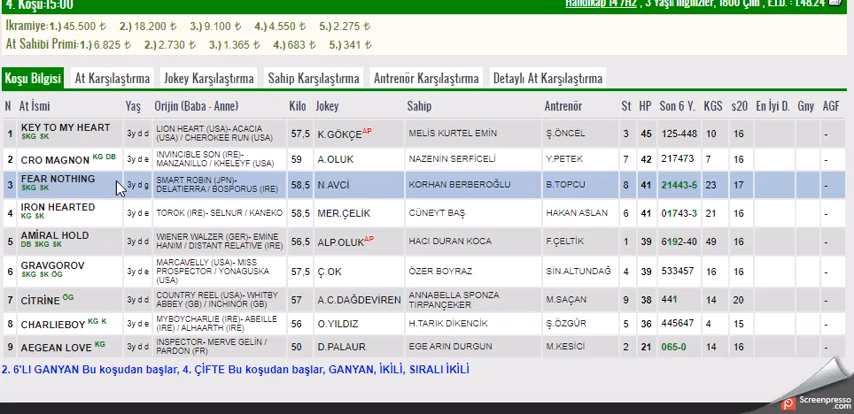 4. Koşu:15:00 Handikap 14 /H2 , 3 Yaşlı İngilizler, 1800 Çim , E.İ.D. : 1.48.24
İkramiye: 1.) 45.500 ₺ 2.) 18.200 ₺ 3.) 9.100 ₺ 4.) 4.550 ₺ 5.) 2.275 ₺
At Sahibi Primi: 1.) 6.825 ₺ 2.) 2.730 ₺ 3.) 1.365 ₺ 4.) 683 ₺ 5.) 341 ₺
Koşu Bilgisi At Karşılaştırma Jokey Karşılaştırma Sahip Karşılaştırma Antrenör Karşılaştırma Detaylı At Karşılaştırma
N At İsmi Yaş Orijin (Baba - Anne) Kilo Jokey Sahip Antrenör St HP Son 6 Y. KGS s20 En İyi D. Gny AGF
1 KEY TO MY HEART SKG SK 3y d d LION HEART (USA)- ACACIA (USA) / CHEROKEE RUN (USA) 57,5 K.GÖKÇE AP MELİS KURTEL EMİN Ş.ÖNCEL 3 45 125-448 10 16 -
2 CRO MAGNON KG DB 3y d e INVINCIBLE SON (IRE)- MANZANILLO / KHELEYF (USA) 59 A.OLUK NAZENİN SERFİCELİ Y.PETEK 7 42 217473 7 16 -
3 FEAR NOTHING SKG SK 3y d g SMART ROBIN (JPN)- DELATIERRA / BOSPORUS (IRE) 58,5 N.AVCİ KORHAN BERBEROĞLU B.TOPCU 8 41 21443-5 23 17 -
4 IRON HEARTED KG SK 3y d e TOROK (IRE)- SELNUR / KANEKO 58,5 MER.ÇELİK CÜNEYT BAŞ HAKAN ASLAN 6 41 01743-3 21 16 -
5 AMİRAL HOLD DB SKG SK 3y d d WIENER WALZER (GER)- EMİNE HANIM / DISTANT RELATIVE (IRE) 56,5 ALP.OLUK AP HACI DURAN KOCA F.ÇELTİK 1 39 6192-40 49 16 -
6 GRAVGOROV SKG SK ÖG 3y d e MARCAVELLY (USA)- MISS PROSPECTOR / YONAGUSKA (USA) 57,5 Ç.OK ÖZER BOYRAZ SİN.ALTUNDAĞ 4 39 533457 16 16 -
7 CİTRİNE ÖG 3y d d COUNTRY REEL (USA)- WHITBY ABBEY (GB) / INCHINOR (GB) 57 A.C.DAĞDEVİREN ANNABELLA SPONZA TIRPANÇEKER M.SAÇAN 9 38 441 14 20 -
8 CHARLIEBOY KG K 3y d e MYBOYCHARLIE (IRE)- ABEILLE (IRE) / ALHAARTH (IRE) 56 O.YILDIZ H.TARIK DİKENCİK Ş.ÖZGÜR 5 36 445647 4 15 -
9 AEGEAN LOVE KG 3y d d INSPECTOR- MERVE GELİN / PARDON (FR) 50 D.PALAUR EGE ARIN DURGUN M.KESİCİ 2 21 065-0 14 16 -
2. 6'LI GANYAN Bu koşudan başlar, 4. ÇİFTE Bu koşudan başlar, GANYAN, İKİLİ, SIRALI İKİLİ
Screenpresso
.com